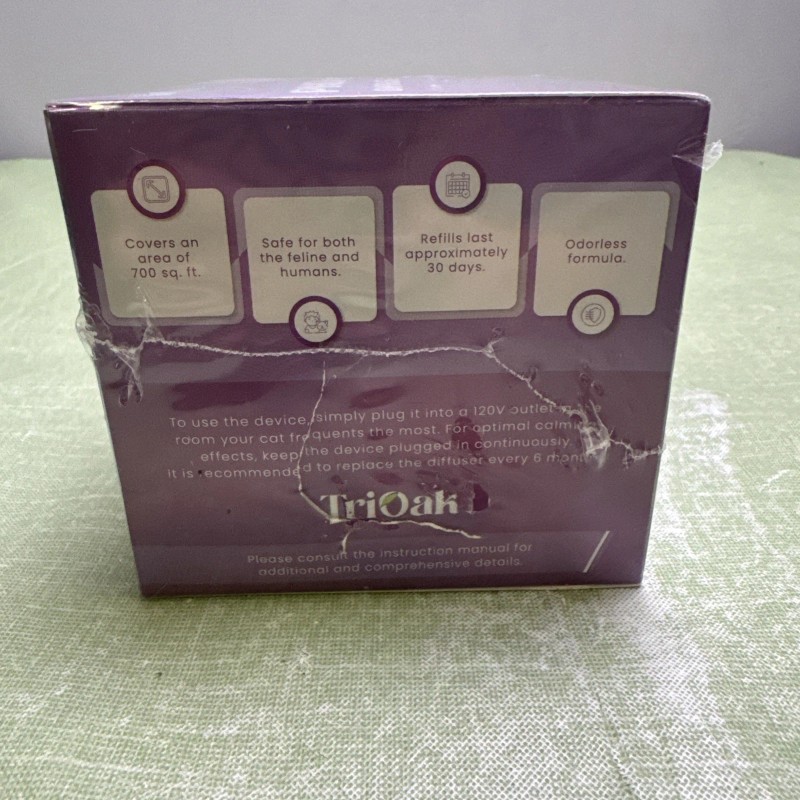 Covers an
area of
700 sq. ft.
Safe for both
the feline and
humans.
Refills last
approximately
30 days.
Odorless
formula.
To use the device, simply plug it into a 120V outlet
room your cat frequents the most. For optimal
effects, keep the device plugged in continuously.
it is recommended to replace the diffuser every 6
TriOak
Please consult the instruction manual for
additional and comprehensive details.